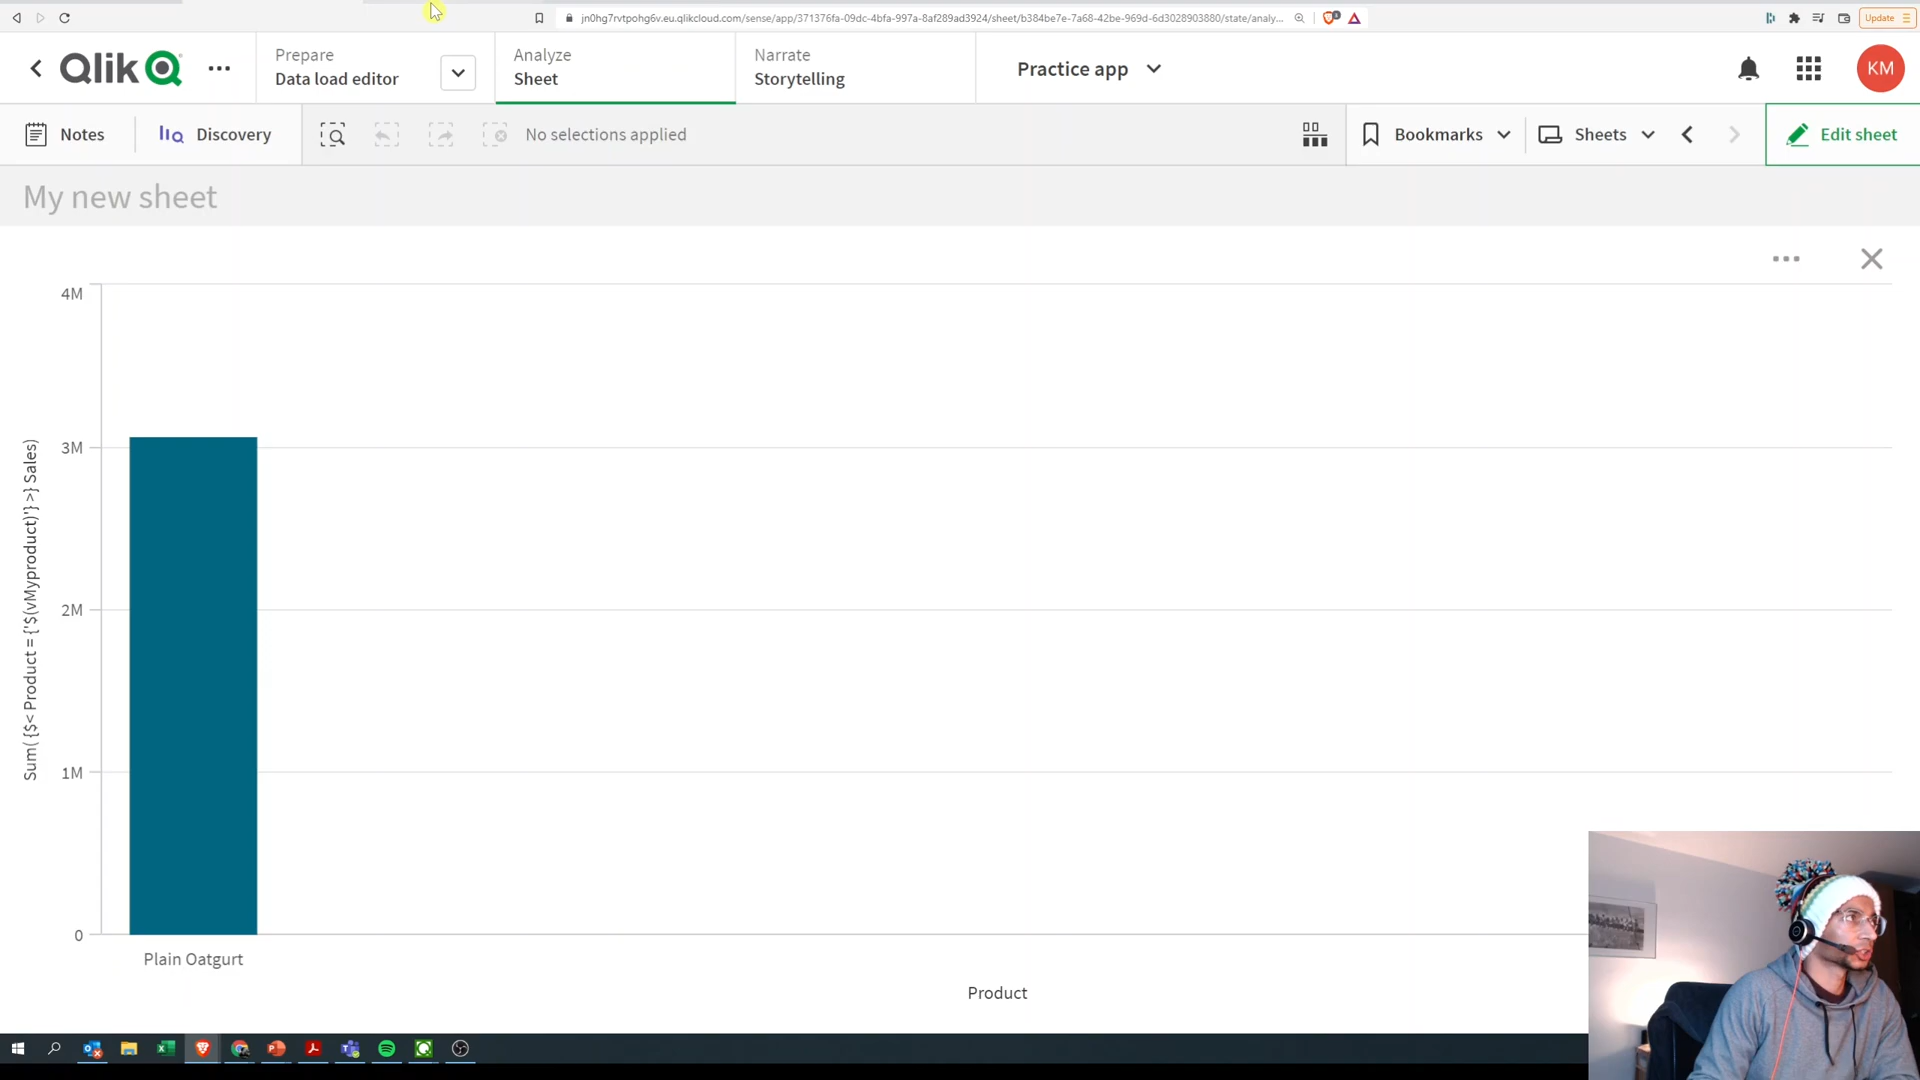 jn0hg7rvtpohg6v.eu.qlikcloud.com/sense/app/371376fa-09dc-4bfa-997a-8af289ad3924/sheet/b384be7e-7a68-42be-969d-6d3028903880/state/analy...
Update
Qlik
Prepare
Data load editor
Analyze
Sheet
Narrate
Storytelling
Practice app
KM
Notes
Discovery
No selections applied
Bookmarks
Sheets
Edit sheet
My new sheet
4M
3M
2M
1M
0
Sum( {$< Product = {'$(vMyproduct)'} >} Sales)
Plain Oatgurt
Product